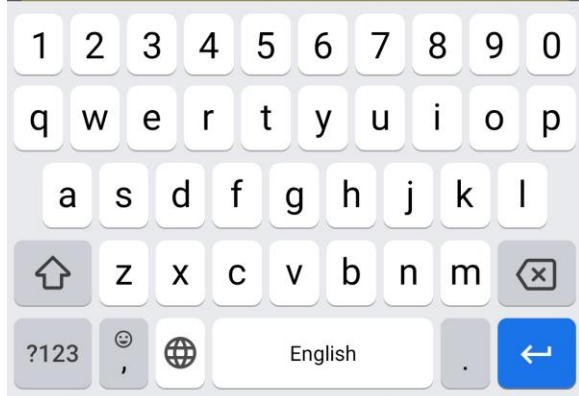 1 2 3 4 5 6 7 8 9 0
q w e r t y u i o p
a s d f g h j k l
z x c v b n m
?123 , English .